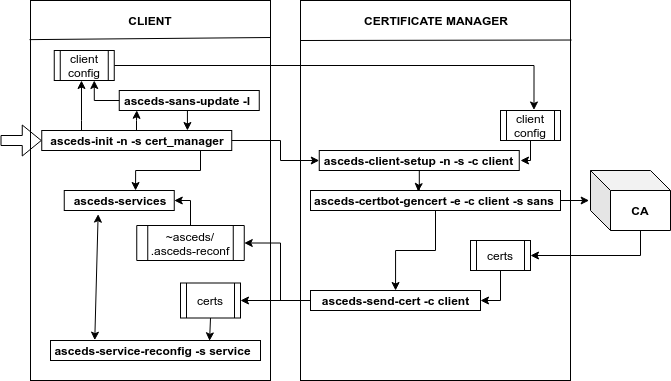 CLIENT
CERTIFICATE MANAGER
client
config
asceds-sans-update -l
client
config
asceds-init -n -s cert_manager
asceds-client-setup -n -s -c client
asceds-services
asceds-certbot-gencert -e -c client -s sans
CA
~asceds/
.asceds-reconf
certs
certs
asceds-send-cert -c client
asceds-service-reconfig -s service